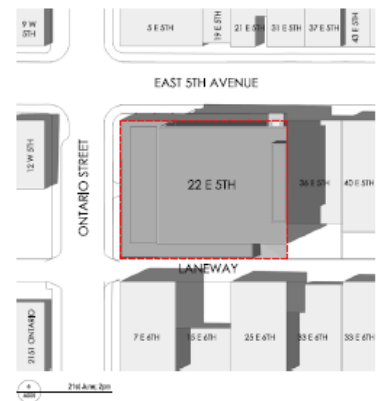 9 W
5TH
5 E 5TH
19 E 5TH
21 E 5TH
31 E 5TH
37 E 5TH
43 E 5TH
EAST 5TH AVENUE
12 W 5TH
ONTARIO STREET
22 E 5TH
36 E 5TH
40 E 5TH
LANEWAY
2151 ONTARIO
7 E 6TH
15 E 6TH
25 E 6TH
33 E 6TH
21st June, 2pm